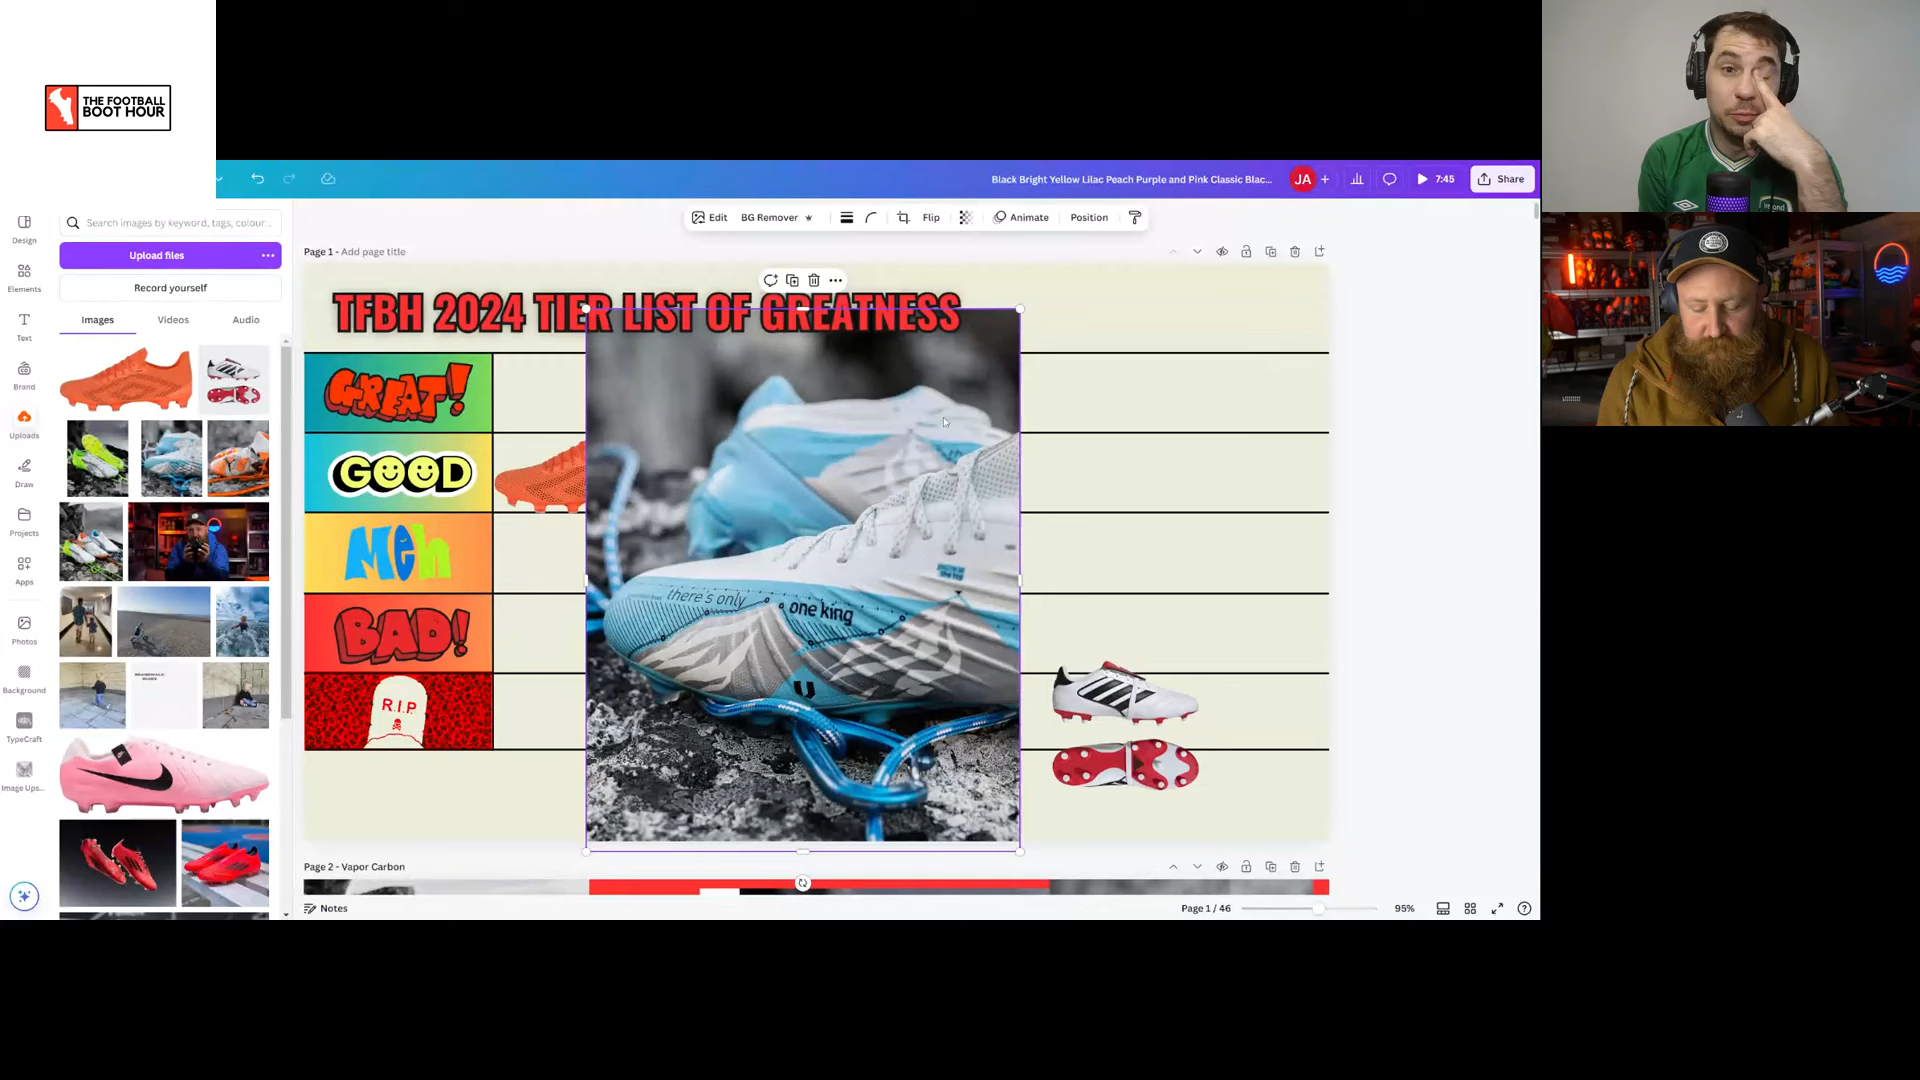 THE FOOTBALL
BOOT HOUR
Black Bright Yellow Lilac Peach Purple and Pink Classic Blac...
JA
7:45
Share
Search images by keyword, tags, colour...
Edit
BG Remover
Flip
Animate
Position
Design
Upload files
Page 1 - Add page title
Elements
Record yourself
Text
Images
Videos
Audio
TFBH 2024 TIER LIST OF GREATNESS
Brand
GREAT!
Uploads
GOOD
Draw
Projects
Meh
Apps
there's only
one king
Photos
BAD!
Background
R.I.P
TypeCraft
Image Ups...
Page 2 - Vapor Carbon
Notes
Page 1 / 46
95%